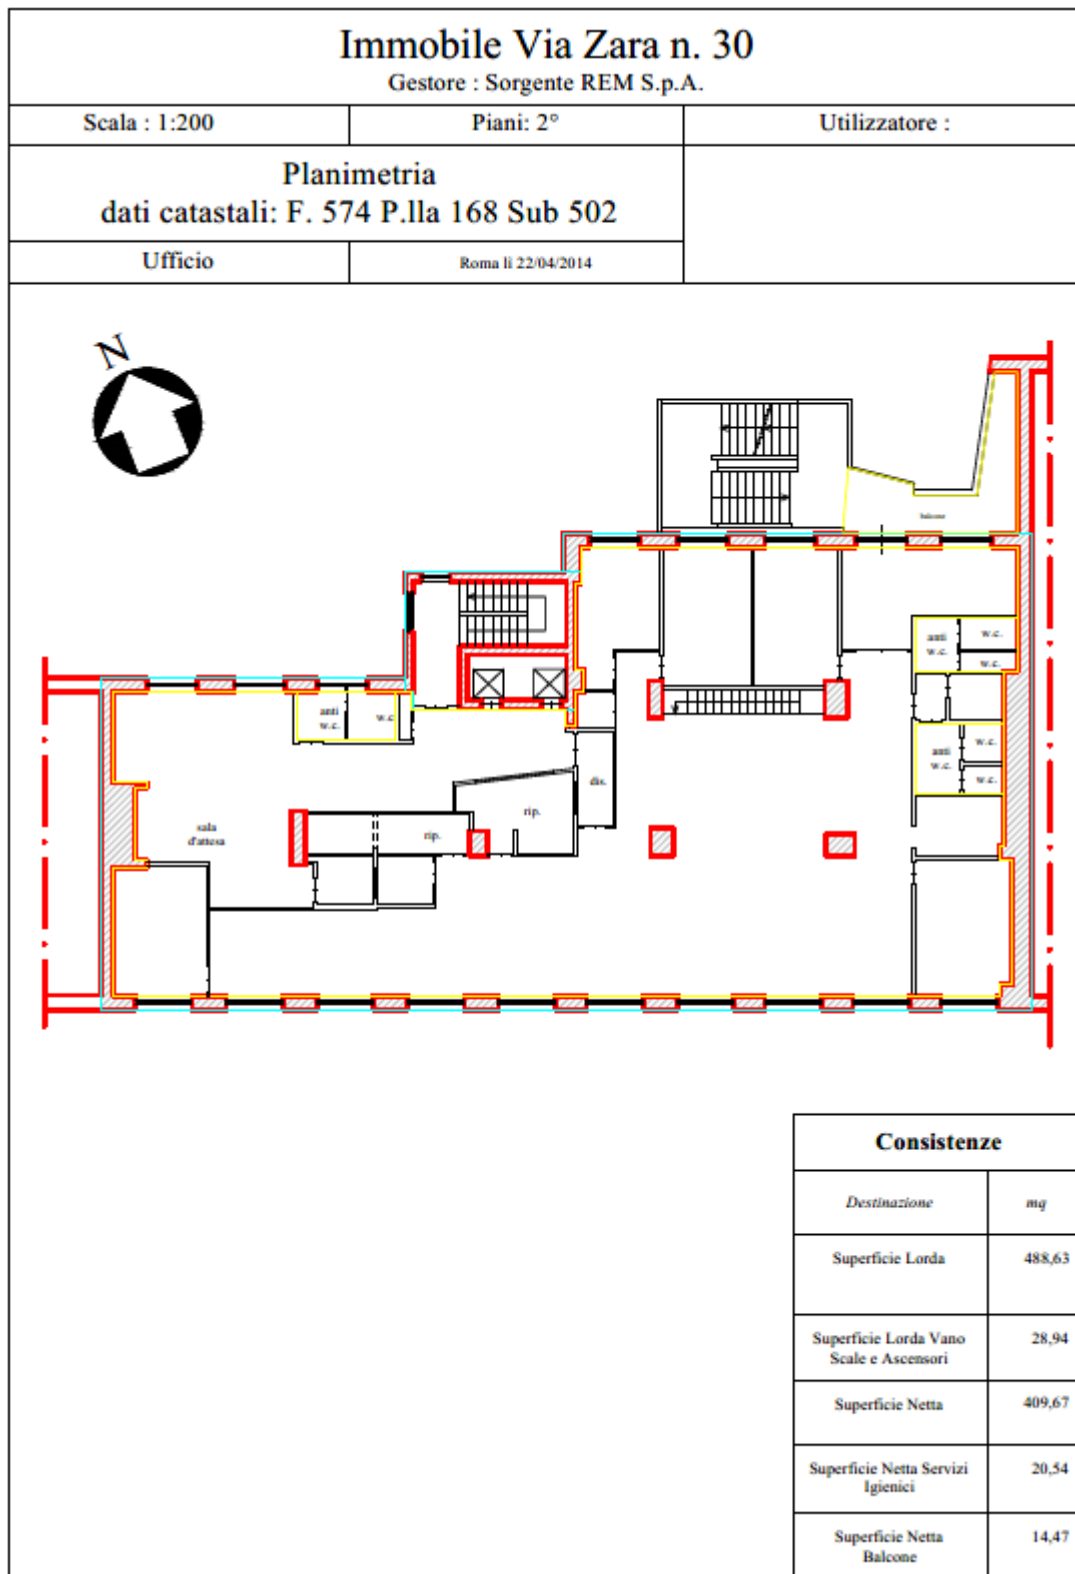 Immobile Via Zara n. 30
Gestore : Sorgente REM S.p.A.
Scala : 1:200
Piani: 2°
Utilizzatore :
Planimetria
dati catastali: F. 574 P.lla 168 Sub 502
Ufficio
Roma li 22/04/2014
N
balcone
anti
w.c.
w.c.
w.c.
anti
w.c.
w.c.
anti
w.c.
w.c.
w.c.
dis.
rip.
rip.
sala
d'attesa
Consistenze
Destinazione
mq
Superficie Lorda
488,63
Superficie Lorda Vano
Scale e Ascensori
28,94
Superficie Netta
409,67
Superficie Netta Servizi
Igienici
20,54
Superficie Netta
Balcone
14,47